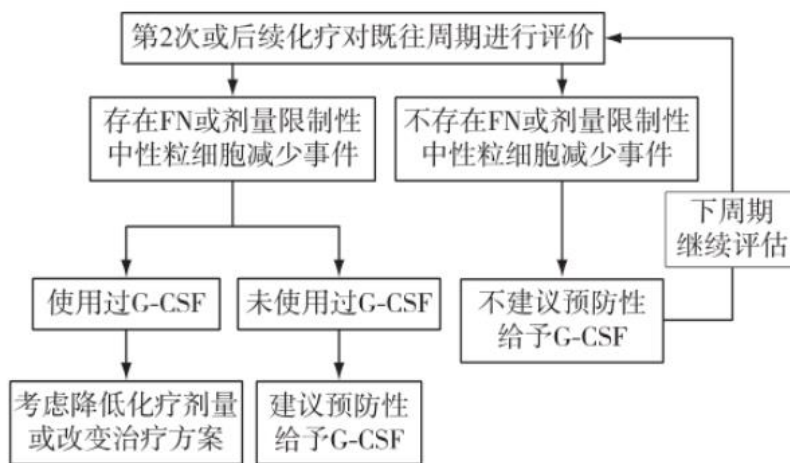 第2次或后续化疗对既往周期进行评价
存在FN或剂量限制性
中性粒细胞减少事件
不存在FN或剂量限制性
中性粒细胞减少事件
下周期
继续评估
使用过G-CSF
未使用过G-CSF
不建议预防性
给予G-CSF
考虑降低化疗剂量
或改变治疗方案
建议预防性
给予G-CSF